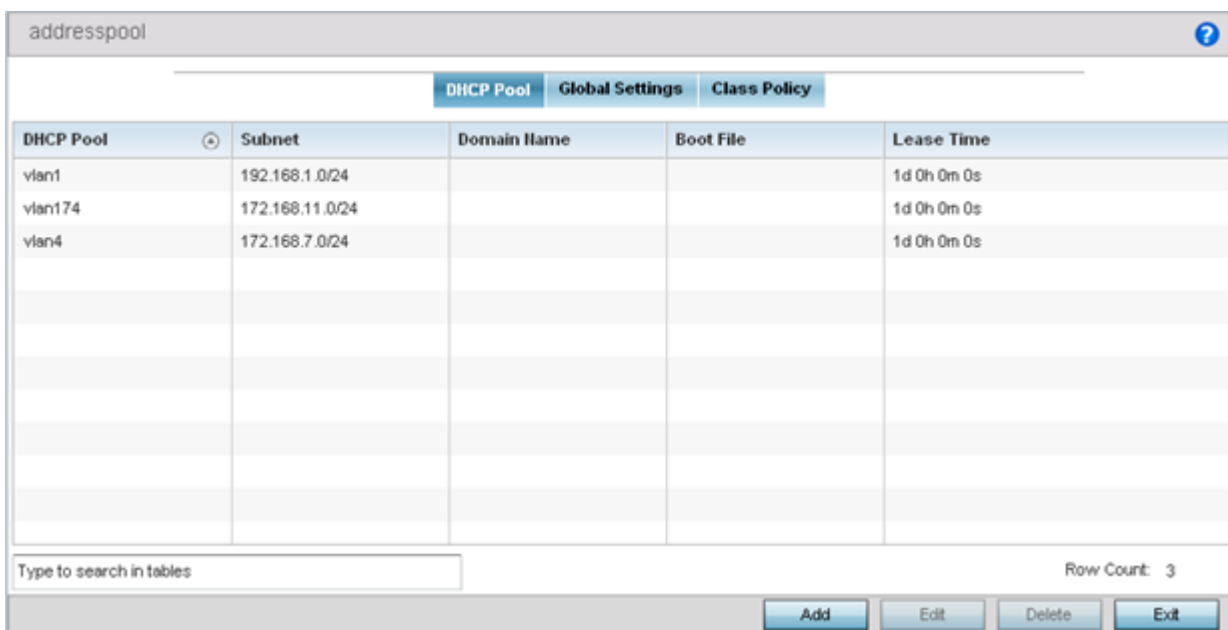 addresspool ?
DHCP Pool Global Settings Class Policy
DHCP Pool Subnet Domain Name Boot File Lease Time
vlan1 192.168.1.0/24 1d 0h 0m 0s
vlan174 172.168.11.0/24 1d 0h 0m 0s
vlan4 172.168.7.0/24 1d 0h 0m 0s
Type to search in tables Row Count: 3
Add Edit Delete Exit